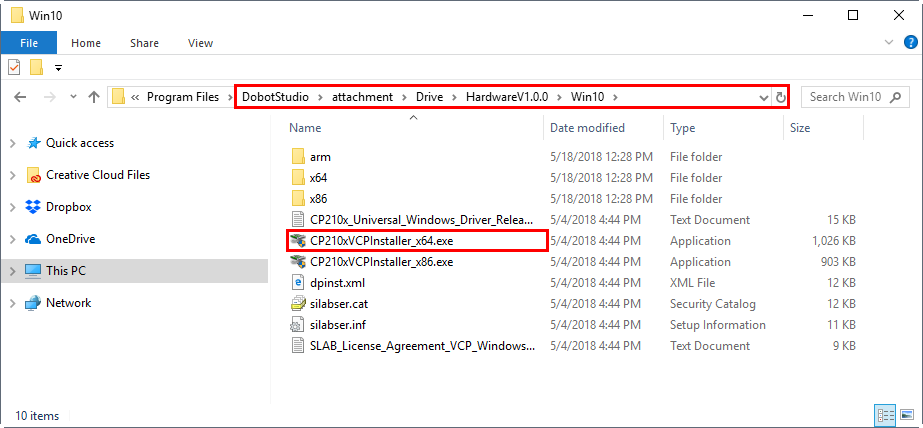 Win10
File Home Share View
« Program Files > DobotStudio > attachment > Drive > HardwareV1.0.0 > Win10 > Search Win10
Name Date modified Type Size
Quick access
Creative Cloud Files
Dropbox
OneDrive
This PC
Network
arm 5/18/2018 12:28 PM File folder
x64 5/18/2018 12:28 PM File folder
x86 5/18/2018 12:28 PM File folder
CP210x_Universal_Windows_Driver_Relea... 5/4/2018 4:44 PM Text Document 15 KB
CP210xVCPInstaller_x64.exe 5/4/2018 4:44 PM Application 1,026 KB
CP210xVCPInstaller_x86.exe 5/4/2018 4:44 PM Application 903 KB
dpinst.xml 5/4/2018 4:44 PM XML File 12 KB
silabser.cat 5/4/2018 4:44 PM Security Catalog 12 KB
silabser.inf 5/4/2018 4:44 PM Setup Information 11 KB
SLAB_License_Agreement_VCP_Windows... 5/4/2018 4:44 PM Text Document 9 KB
10 items